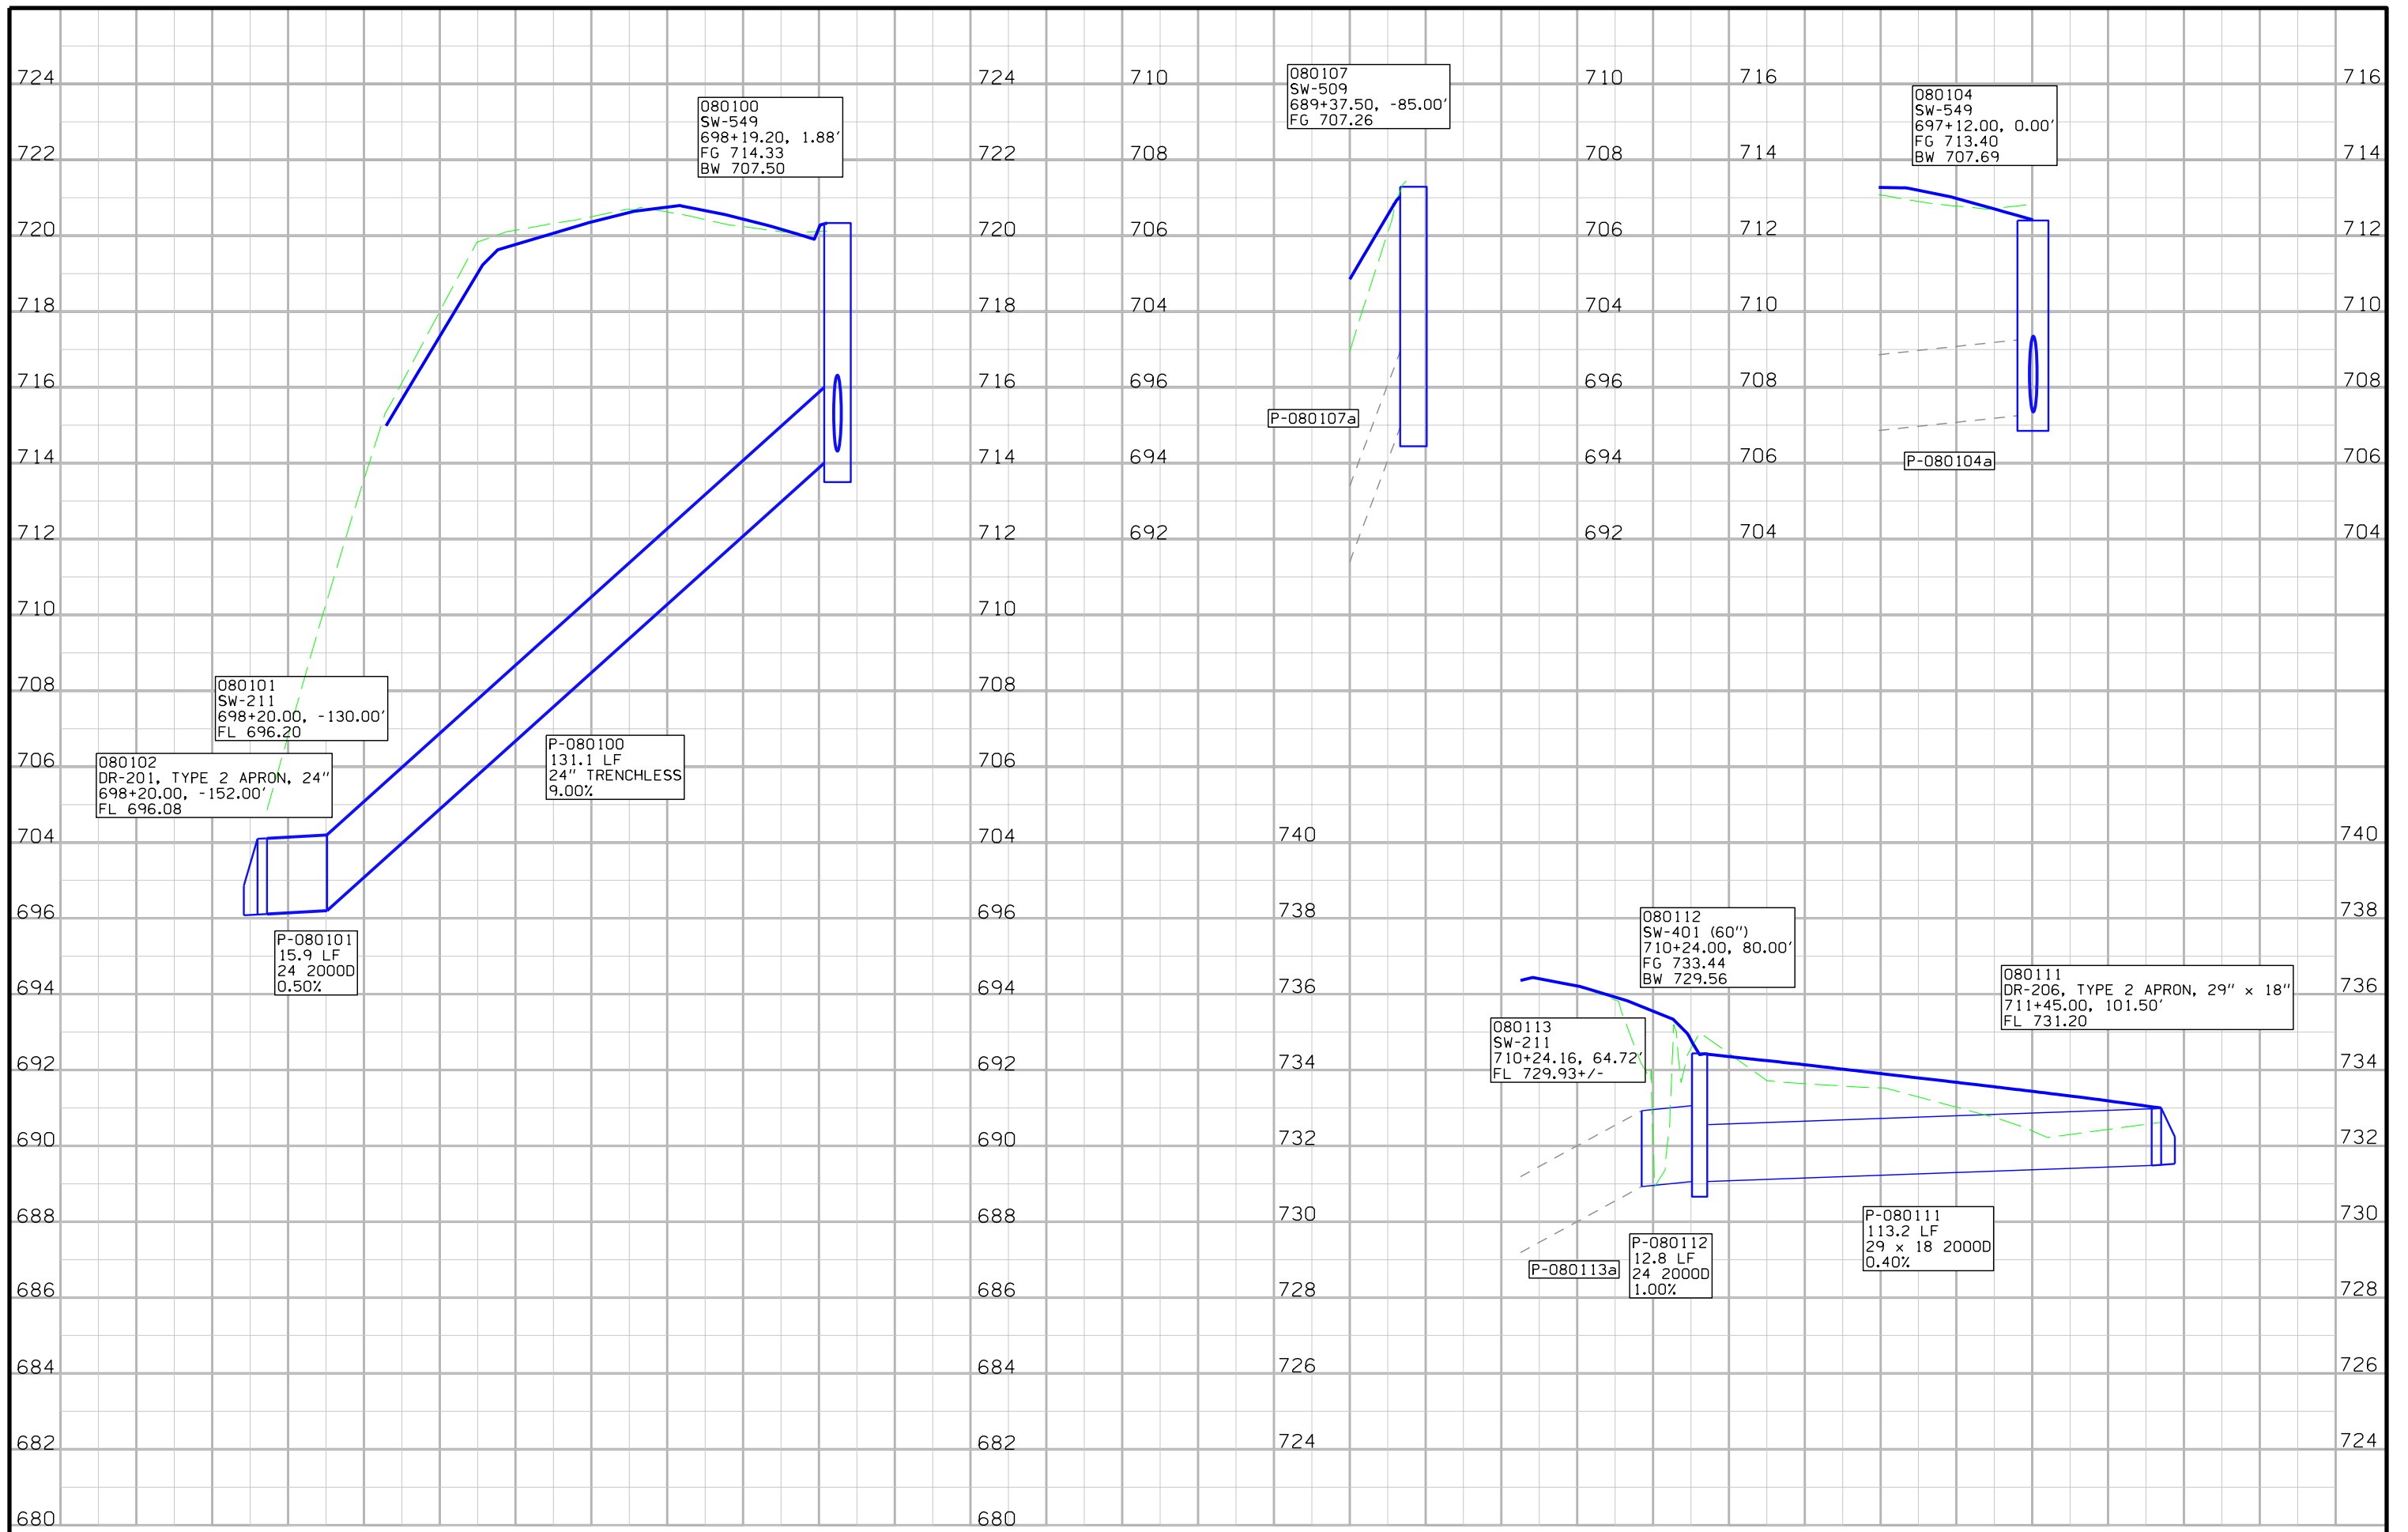 724 724 710 710 716 716
080107
SW-509
689+37.50, -85.00'
FG 707.26
080104
SW-549
697+12.00, 0.00'
FG 713.40
BW 707.69
080100
SW-549
698+19.20, 1.88'
FG 714.33
BW 707.50
722 722 708 708 714 714
720 720 706 706 712 712
718 718 704 704 710 710
716 716 696 696 708 708
P-080107a
714 714 694 694 706 706
P-080104a
712 712 692 692 704 704
710 710
708 708
080101
SW-211
698+20.00, -130.00'
FL 696.20
706 706
080102
DR-201, TYPE 2 APRON, 24"
698+20.00, -152.00'
FL 696.08
P-080100
131.1 LF
24" TRENCHLESS
9.00%
704 704 740 740
696 696 738 738
P-080101
15.9 LF
24 2000D
0.50%
080112
SW-401 (60")
710+24.00, 80.00'
FG 733.44
BW 729.56
080111
DR-206, TYPE 2 APRON, 29" x 18"
711+45.00, 101.50'
FL 731.20
694 694 736 736
080113
SW-211
710+24.16, 64.72'
FL 729.93+/-
692 692 734 734
690 690 732 732
688 688 730 730
P-080113a
P-080112
12.8 LF
24 2000D
1.00%
P-080111
113.2 LF
29 x 18 2000D
0.40%
686 686 728 728
684 684 726 726
682 682 724 724
680 680